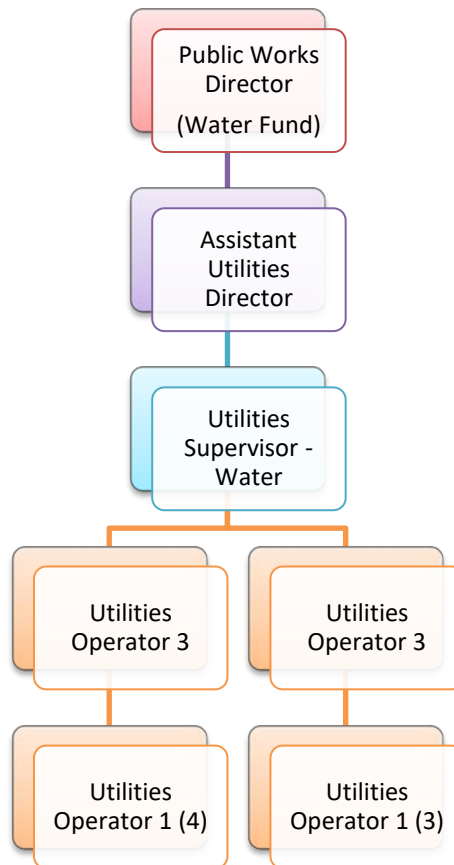 Public Works
Director
(Water Fund)
Assistant
Utilities
Director
Utilities
Supervisor -
Water
Utilities
Operator 3
Utilities
Operator 3
Utilities
Operator 1 (4)
Utilities
Operator 1 (3)